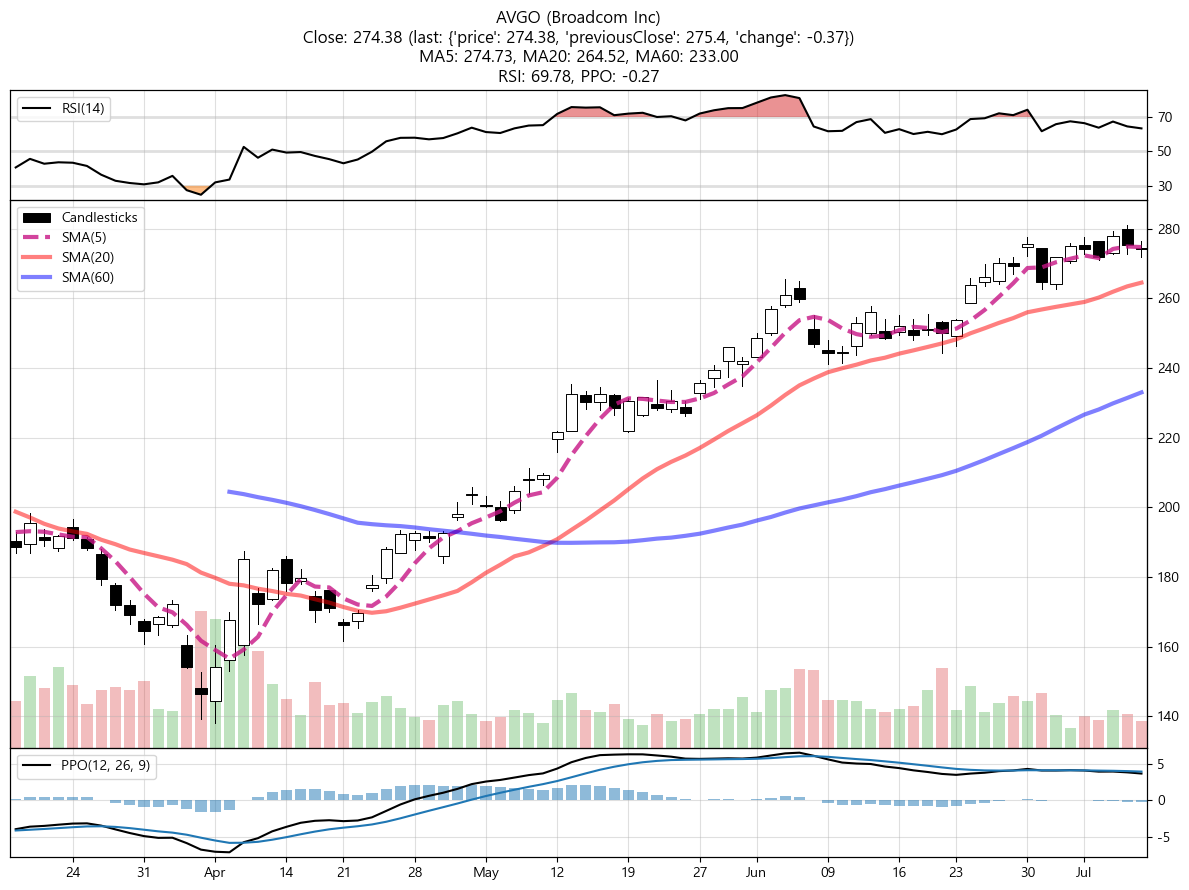 AVGO (Broadcom Inc)
Close: 274.38 (last: {'price': 274.38, 'previousClose': 275.4, 'change': -0.37})
MA5: 274.73, MA20: 264.52, MA60: 233.00
RSI: 69.78, PPO: -0.27
RSI(14)
70
50
30
Candlesticks
SMA(5)
SMA(20)
SMA(60)
280
260
240
220
200
180
160
140
PPO(12, 26, 9)
5
0
-5
24 31 Apr 14 21 28 May 12 19 27 Jun 09 16 23 30 Jul